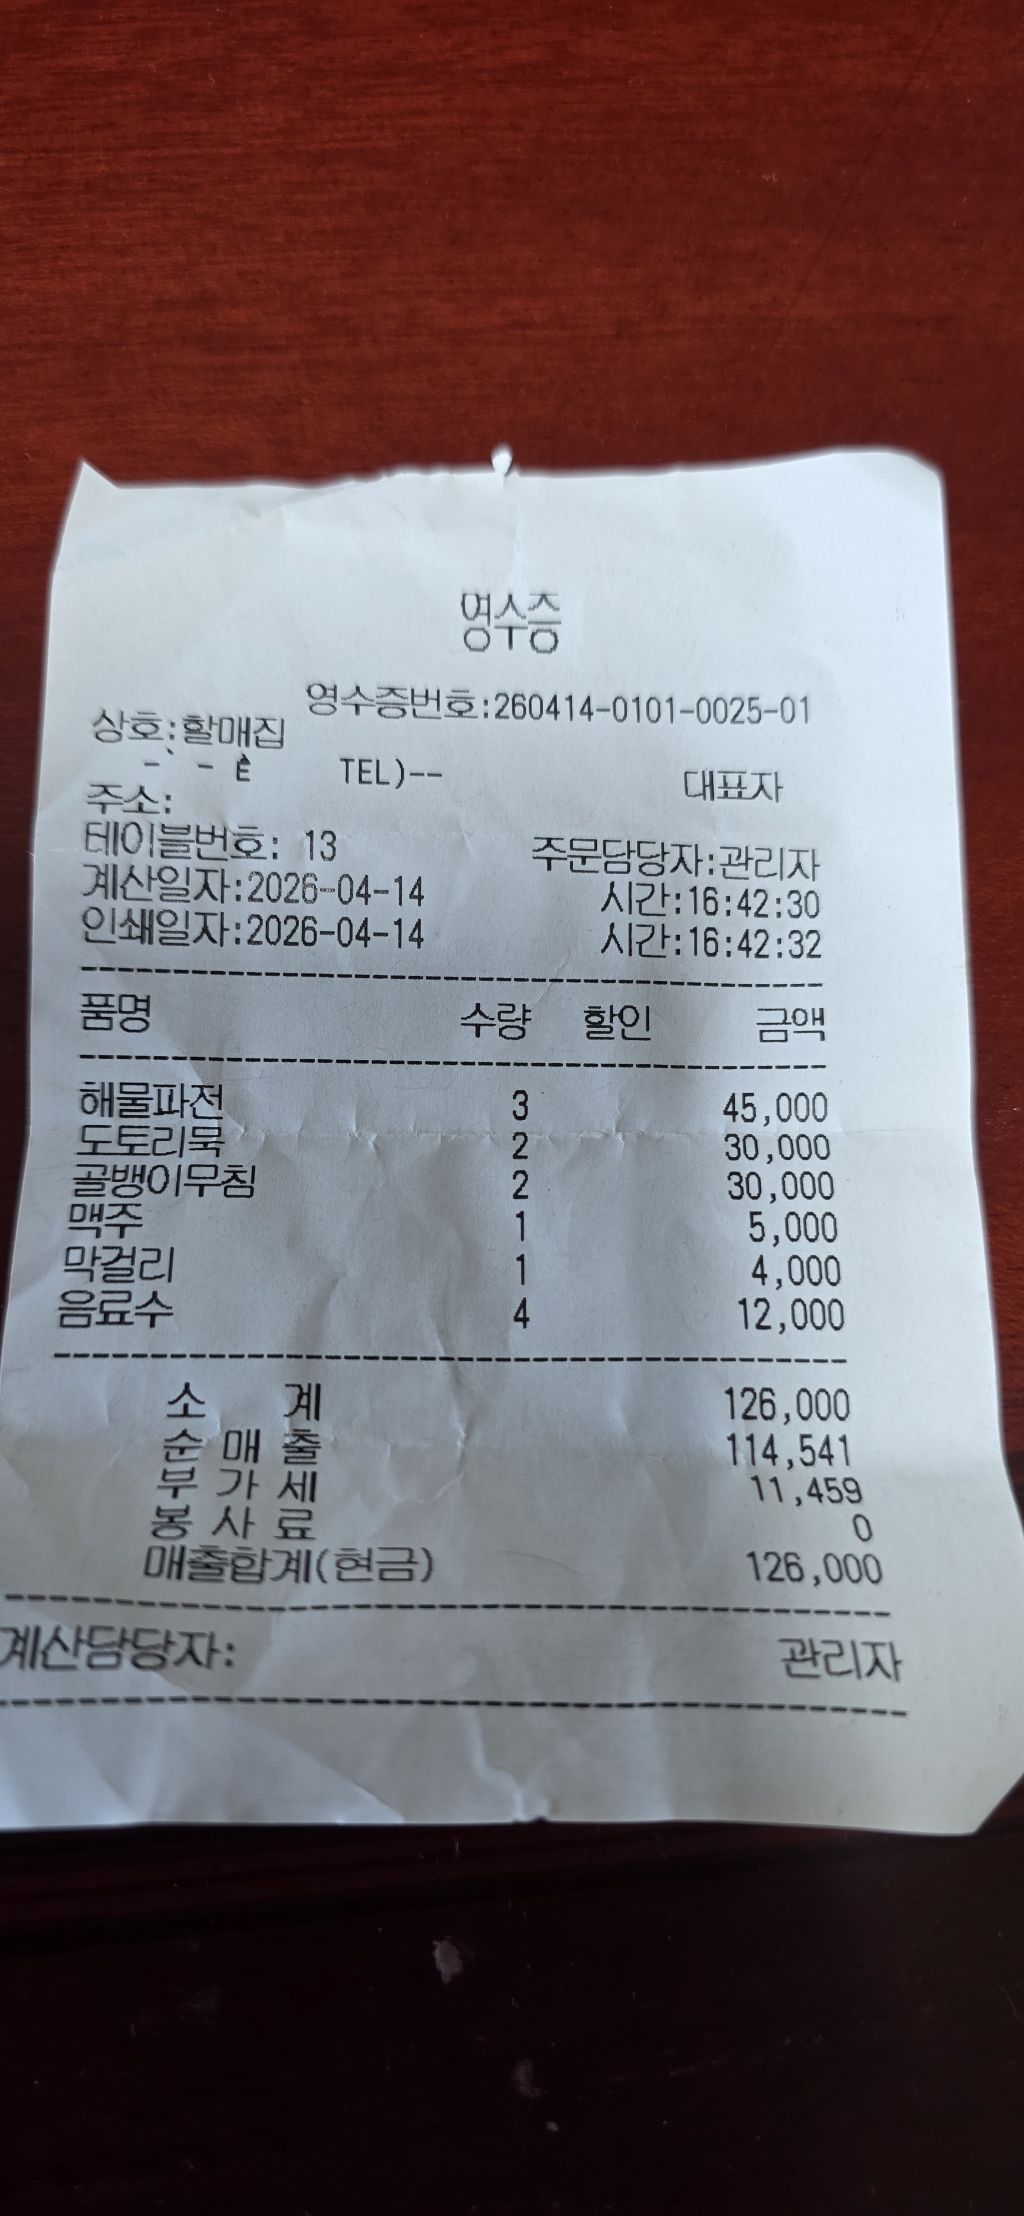 영수증
영수증번호:260414-0101-0025-01
상호:할매집
TEL)-- 대표자
주소:
테이블번호: 13 주문담당자:관리자
계산일자:2026-04-14 시간:16:42:30
인쇄일자:2026-04-14 시간:16:42:32
품명 수량 할인 금액
해물파전 3 45,000
도토리묵 2 30,000
골뱅이무침 2 30,000
맥주 1 5,000
막걸리 1 4,000
음료수 4 12,000
소 계 126,000
순 매 출 114,541
부 가 세 11,459
봉 사 료 0
매출합계(현금) 126,000
계산담당자: 관리자